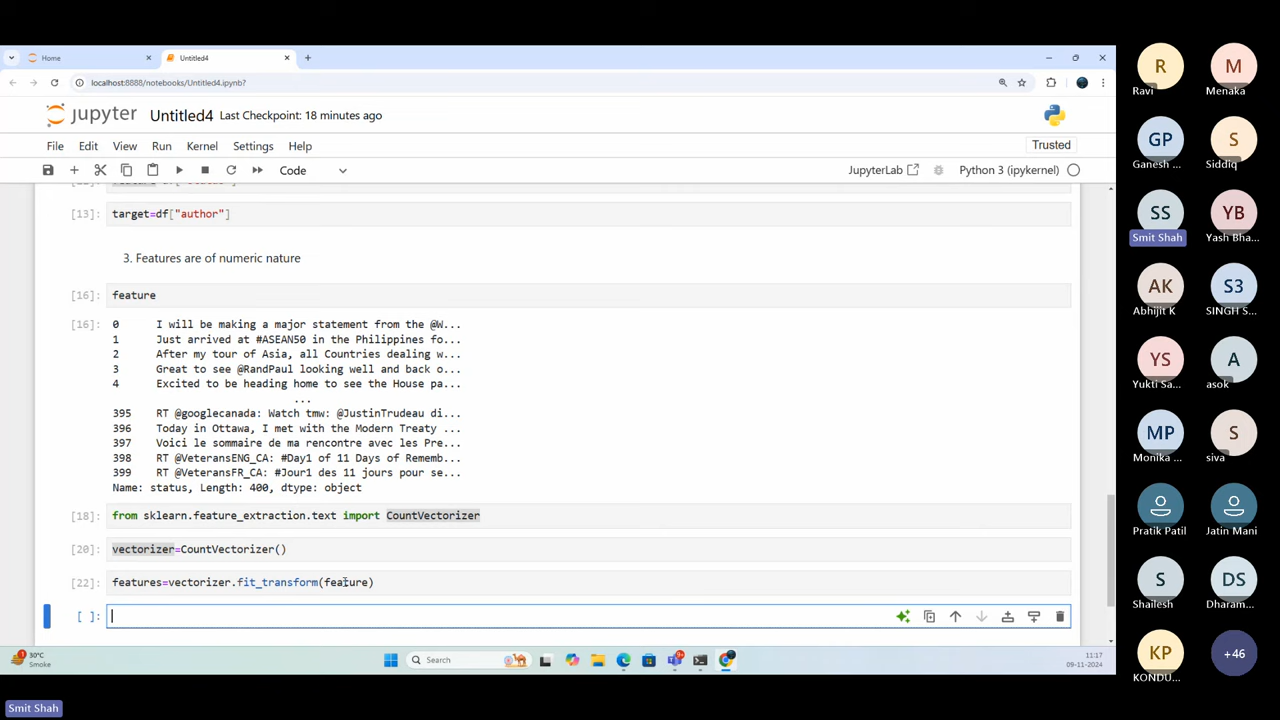 Home
Untitled4
localhost:8888/notebooks/Untitled4.ipynb?
jupyter Untitled4 Last Checkpoint: 18 minutes ago
File Edit View Run Kernel Settings Help
Trusted
Code
JupyterLab
Python 3 (ipykernel)
[13]: target=df["author"]
3. Features are of numeric nature
[16]: feature
[16]: 0 I will be making a major statement from the @W...
1 Just arrived at #ASEAN50 in the Philippines fo...
2 After my tour of Asia, all Countries dealing w...
3 Great to see @RandPaul looking well and back o...
4 Excited to be heading home to see the House pa...
...
395 RT @googlecanada: Watch tmw: @JustinTrudeau di...
396 Today in Ottawa, I met with the Modern Treaty ...
397 Voici le sommaire de ma rencontre avec les Pre...
398 RT @VeteransENG_CA: #Day1 of 11 Days of Rememb...
399 RT @VeteransFR_CA: #Jour1 des 11 jours pour se...
Name: status, Length: 400, dtype: object
[18]: from sklearn.feature_extraction.text import CountVectorizer
[20]: vectorizer=CountVectorizer()
[22]: features=vectorizer.fit_transform(feature)
[ ]:
30°C
Smoke
Search
11:17
09-11-2024
Smit Shah
R
Ravi
M
Menaka
GP
Ganesh ...
S
Siddiq
SS
Smit Shah
YB
Yash Bha...
AK
Abhijit K
S3
SINGH S...
YS
Yukti Sa...
A
asok
MP
Monika ...
S
siva
Pratik Patil
Jatin Mani
S
Shailesh
DS
Dharam...
KP
KONDU...
+46